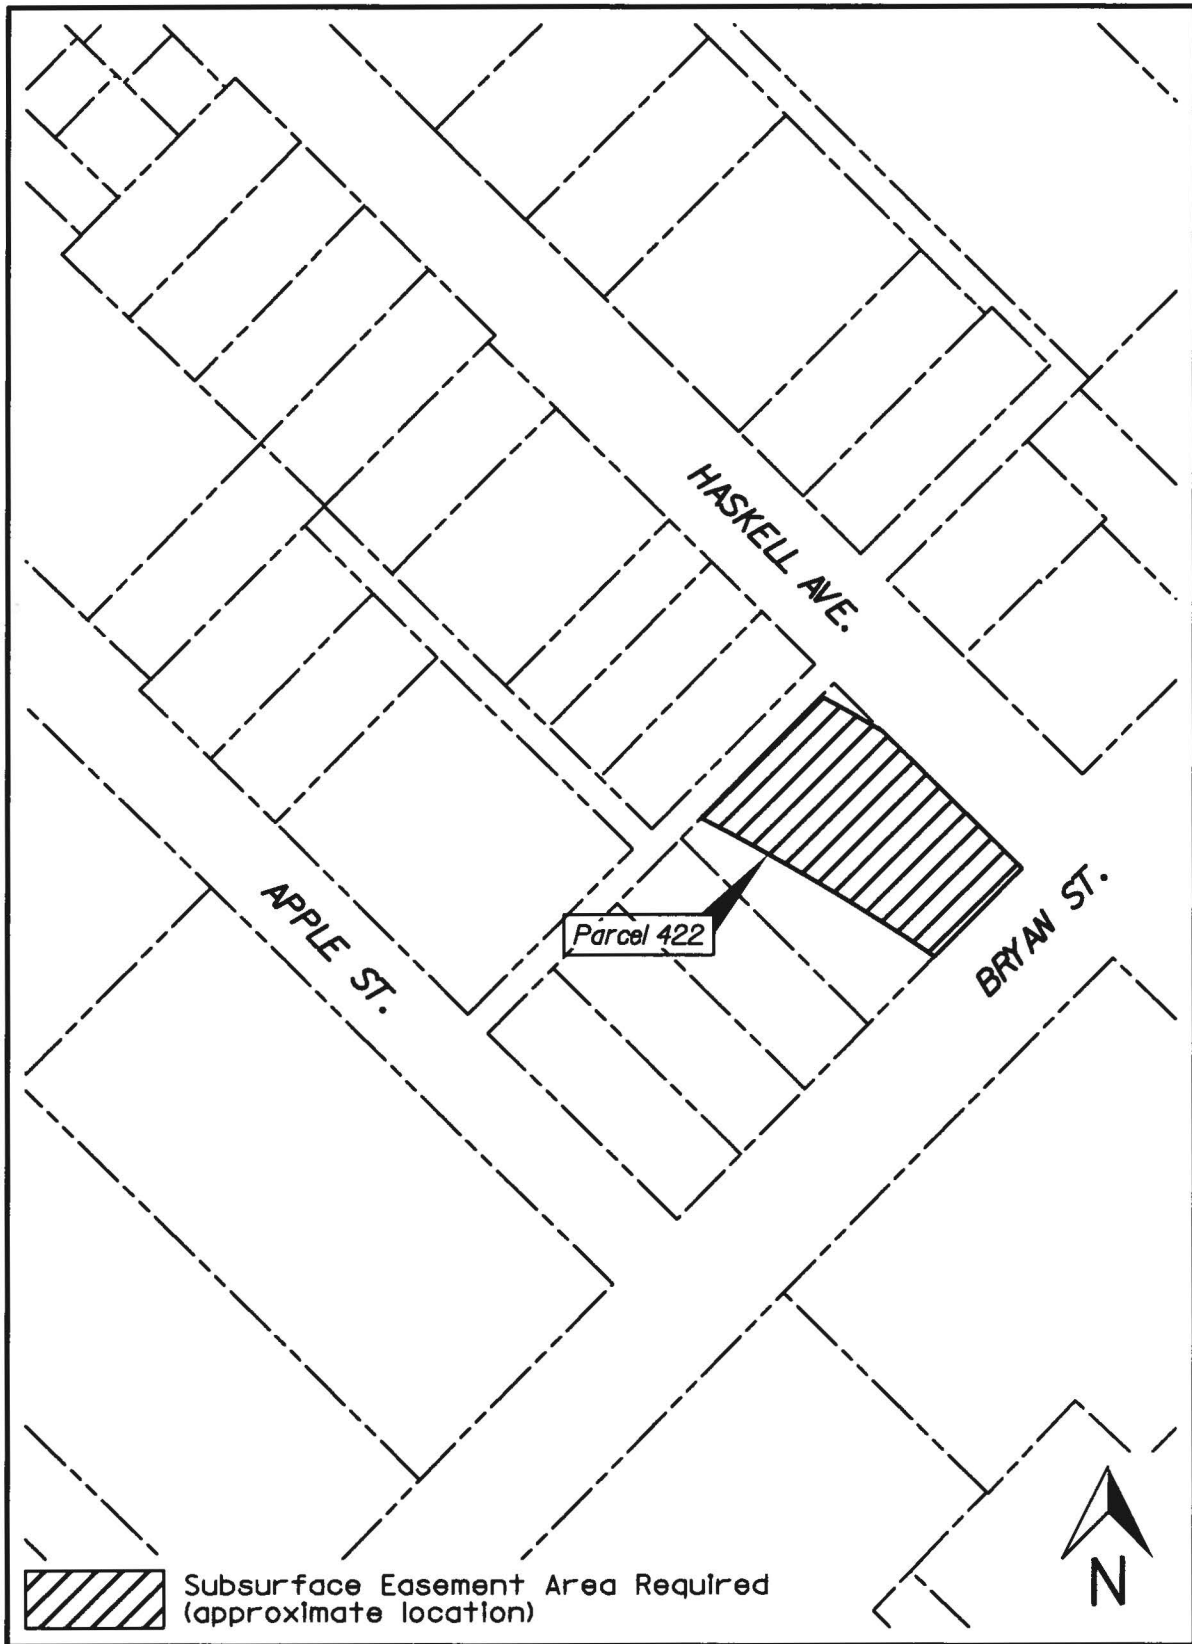 HASKELL AVE.
APPLE ST.
Parcel 422
BRYAN ST.
N
Subsurface Easement Area Required
(approximate location)